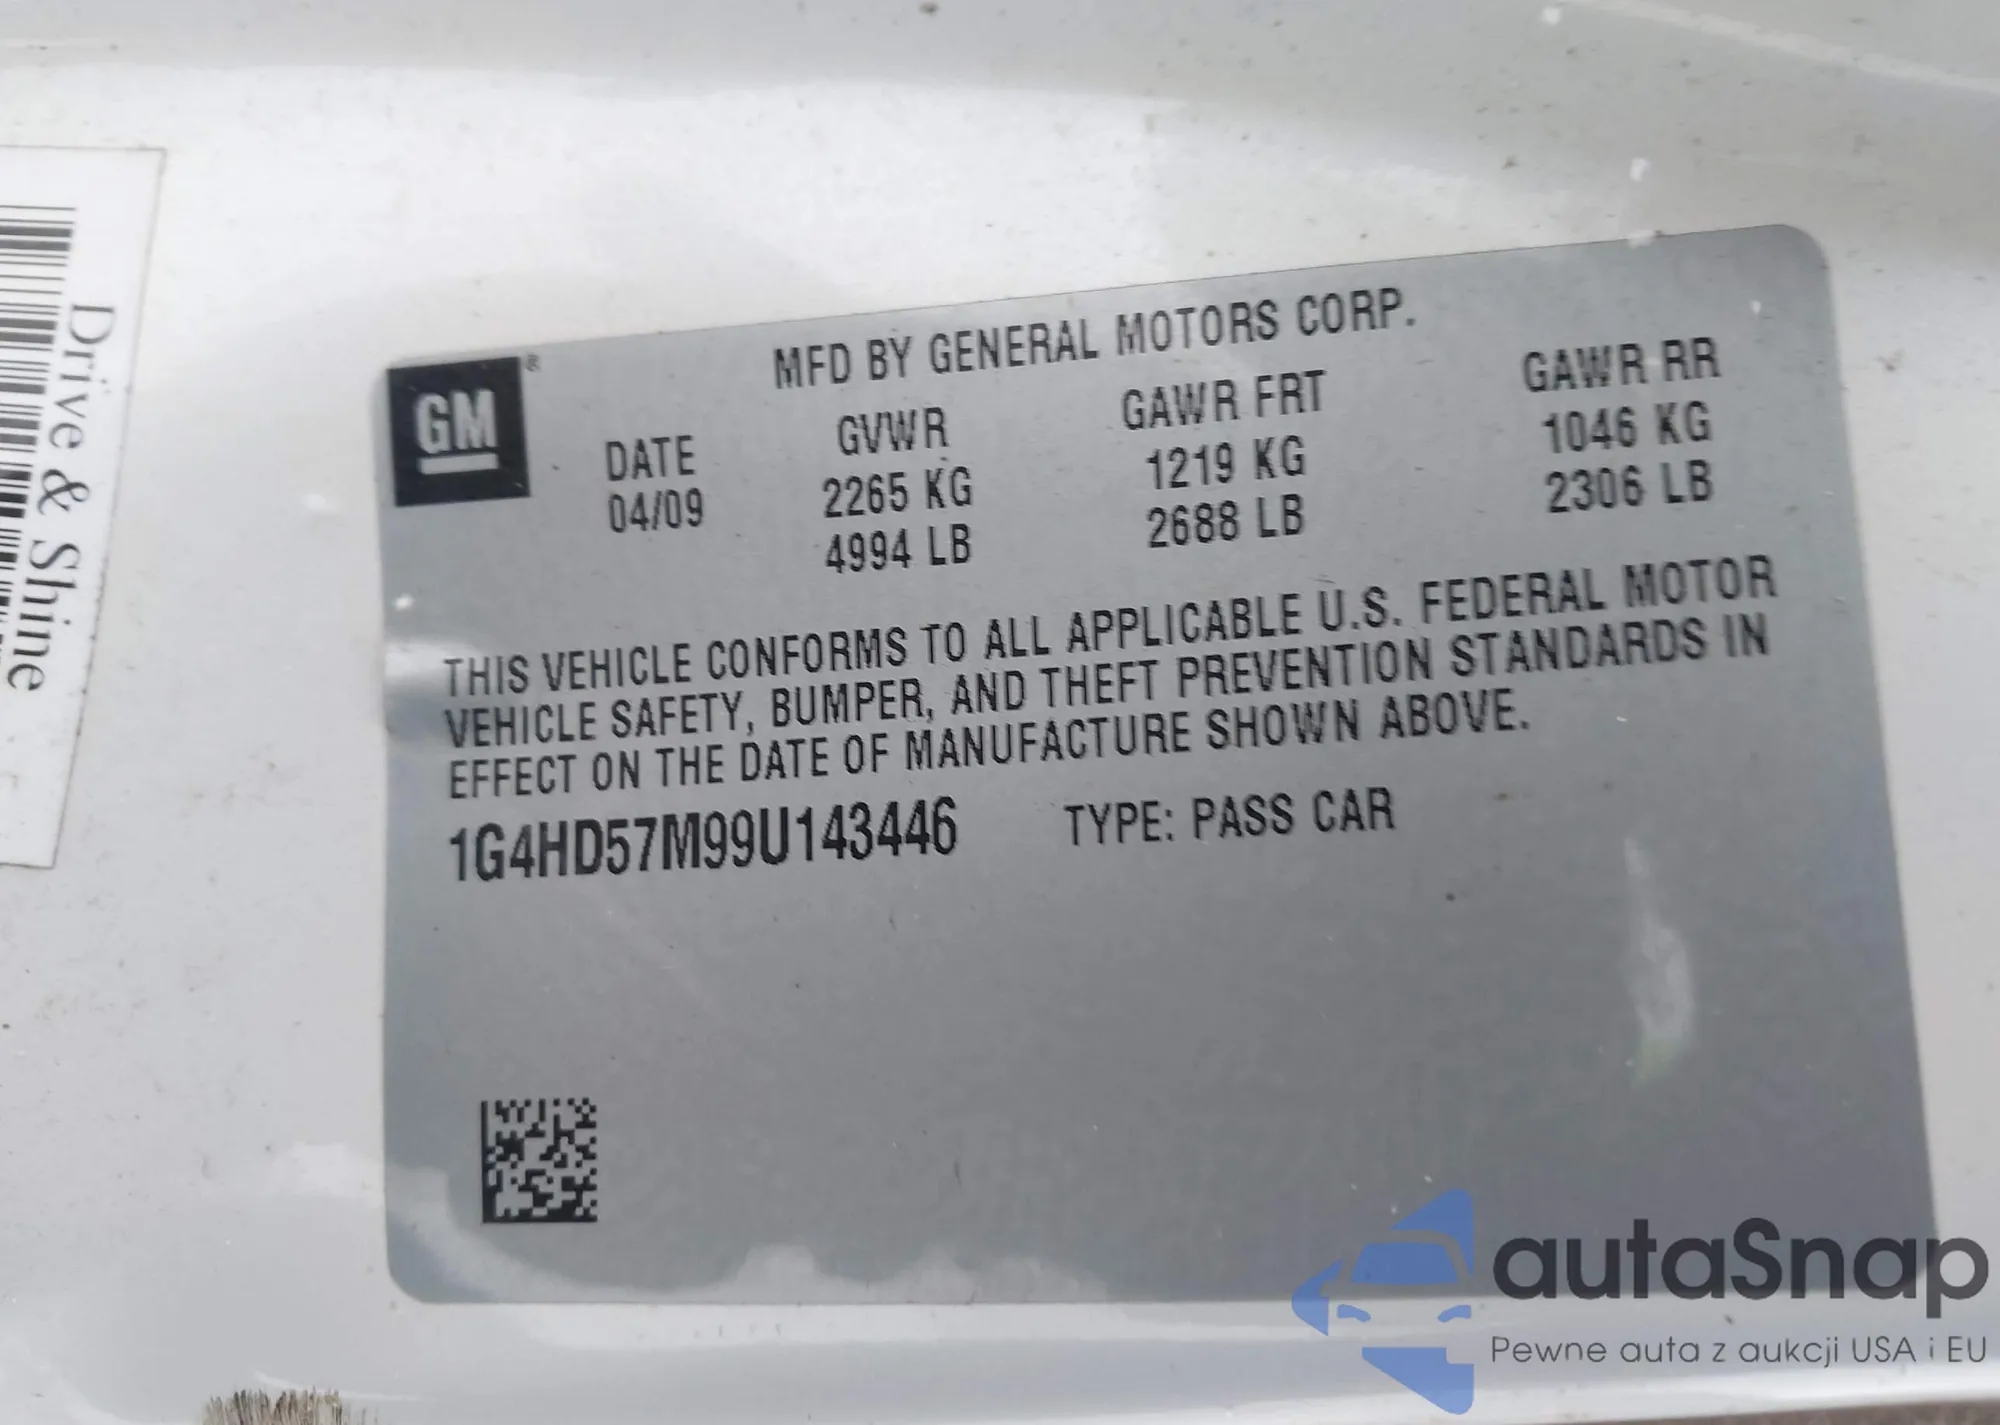 Drive & Shine
GM ®
MFD BY GENERAL MOTORS CORP.
DATE GVWR GAWR FRT GAWR RR
04/09 2265 KG 1219 KG 1046 KG
4994 LB 2688 LB 2306 LB
THIS VEHICLE CONFORMS TO ALL APPLICABLE U.S. FEDERAL MOTOR
VEHICLE SAFETY, BUMPER, AND THEFT PREVENTION STANDARDS IN
EFFECT ON THE DATE OF MANUFACTURE SHOWN ABOVE.
1G4HD57M99U143446 TYPE: PASS CAR
autaSnap
Pewne auta z aukcji USA i EU